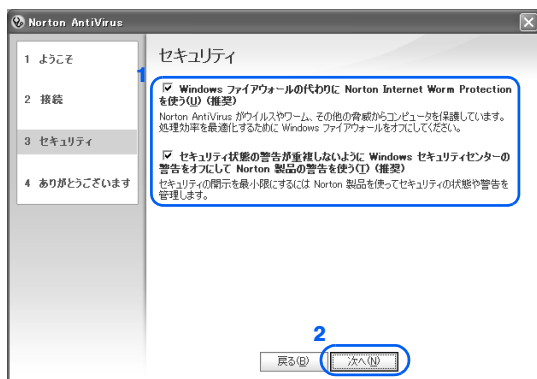 Norton AntiVirus
1 ようこそ
2 接続
3 セキュリティ
4 ありがとうございます
セキュリティ
1
Windows ファイアウォールの代わりに Norton Internet Worm Protection
を使う(U) (推奨)
Norton AntiVirus がウイルスやワーム、その他の脅威からコンピュータを保護しています。
処理効率を最適化するために Windows ファイアウォールをオフにしてください。
セキュリティ状態の警告が重複しないように Windows セキュリティセンターの
警告をオフにして Norton 製品の警告を使う(T) (推奨)
セキュリティの開示を最小限にするには Norton 製品を使ってセキュリティの状態や警告を
管理します。
2
戻る(B)
次へ(N)